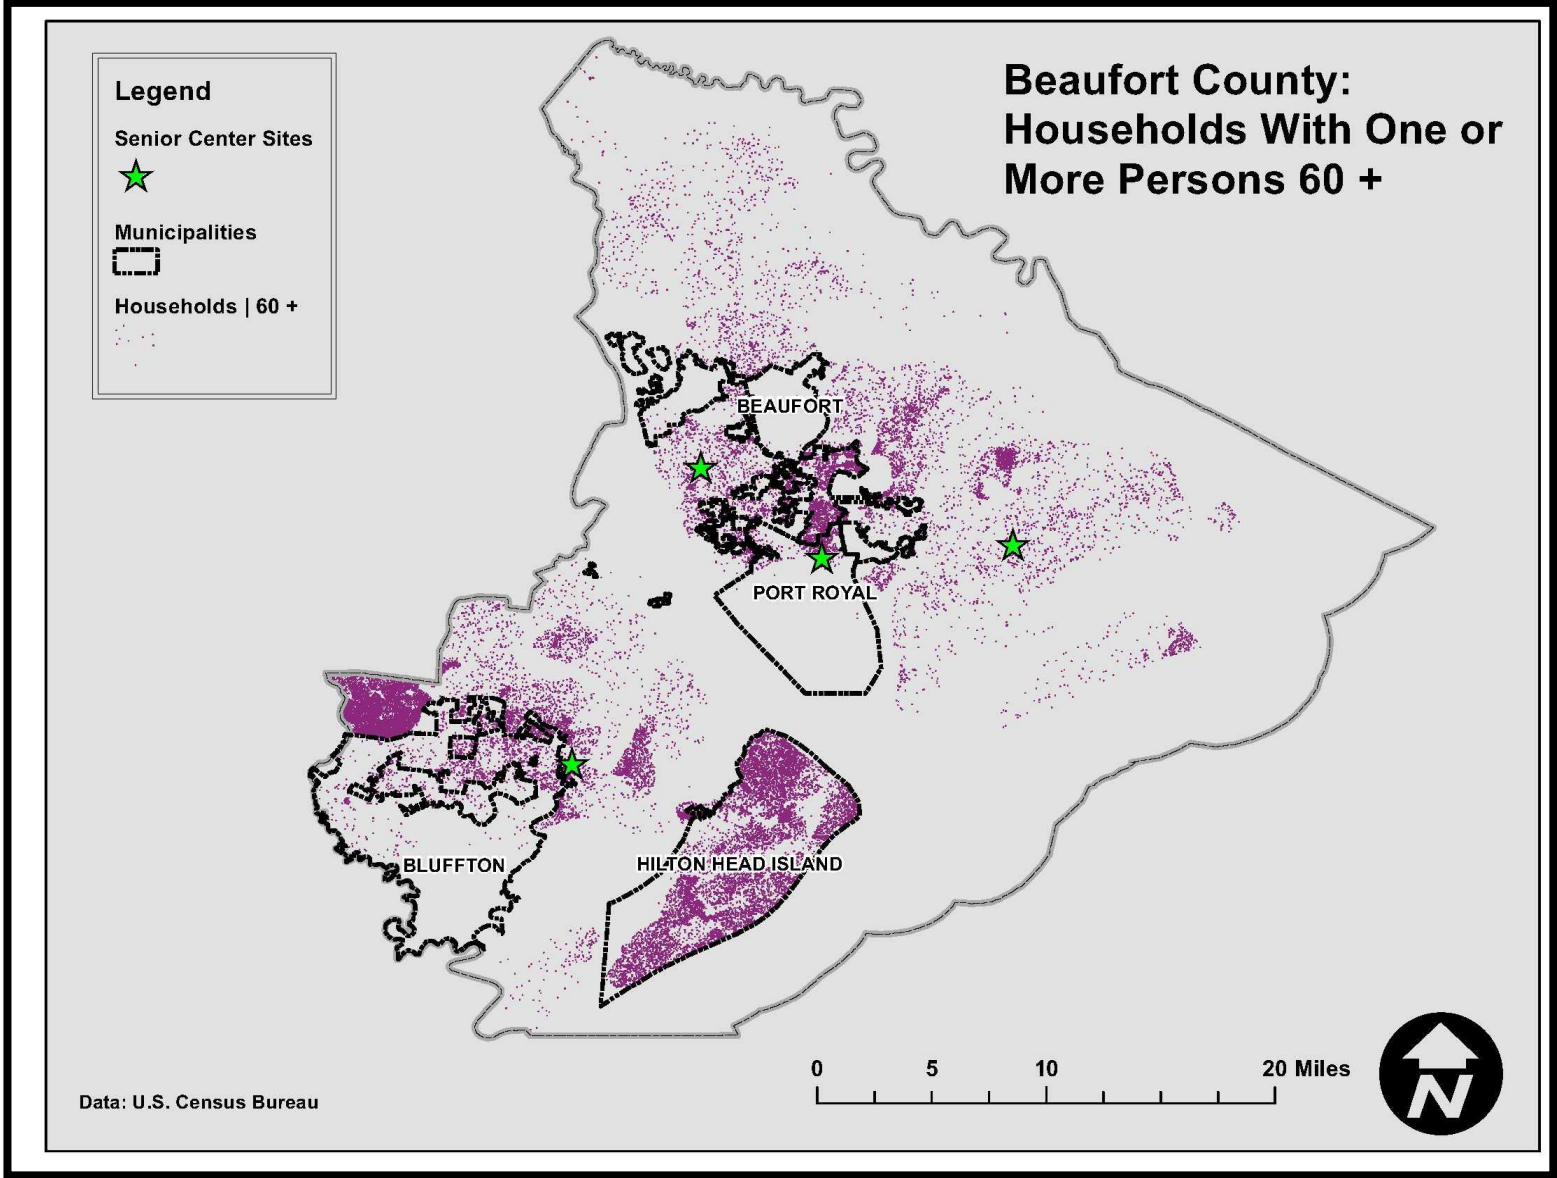 Legend
Senior Center Sites
Municipalities
Households | 60 +
Beaufort County:
Households With One or
More Persons 60 +
BEAUFORT
PORT ROYAL
BLUFFTON
HILTON HEAD ISLAND
0 5 10 20 Miles
N
Data: U.S. Census Bureau